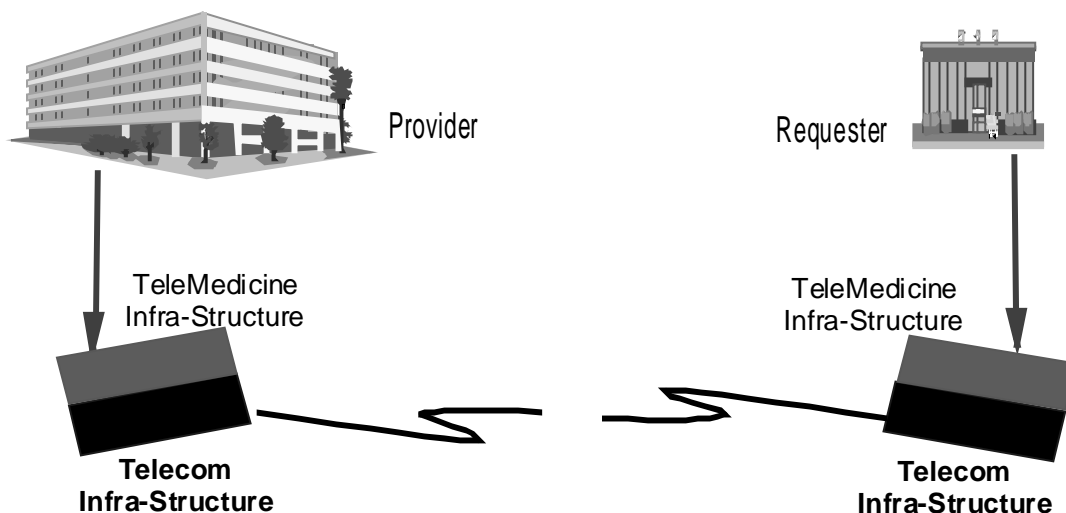 Provider
Requester
TeleMedicine
Infra-Structure
TeleMedicine
Infra-Structure
Telecom
Infra-Structure
Telecom
Infra-Structure